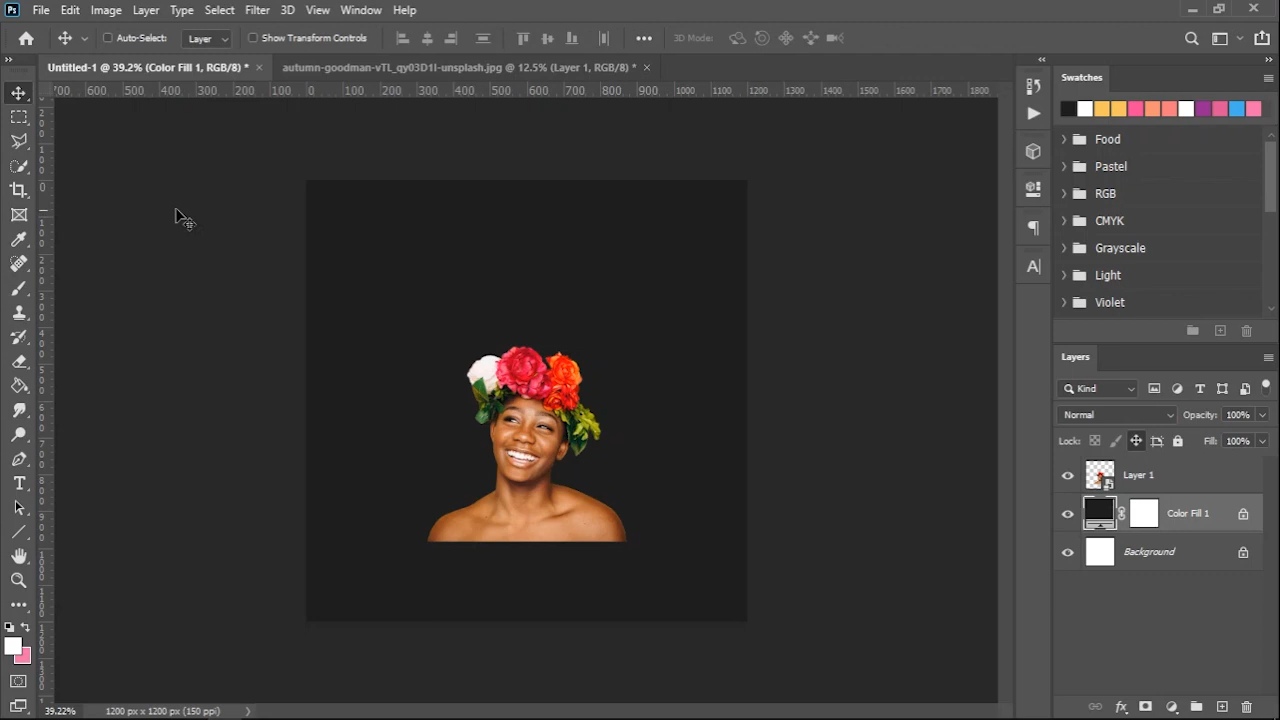 Ps File Edit Image Layer Type Select Filter 3D View Window Help
Auto-Select: Layer Show Transform Controls 3D Mode:
Untitled-1 @ 39.2% (Color Fill 1, RGB/8) * × autumn-goodman-vTL_qy03D1I-unsplash.jpg @ 12.5% (Layer 1, RGB/8) * ×
700 600 500 400 300 200 100 0 100 200 300 400 500 600 700 800 900 1000 1100 1200 1300 1400 1500 1600 1700 1800
Swatches
Food
Pastel
RGB
CMYK
Grayscale
Light
Violet
Layers
Kind
Normal Opacity: 100%
Lock: Fill: 100%
Layer 1
Color Fill 1
Background
39.22% 1200 px x 1200 px (150 ppi)